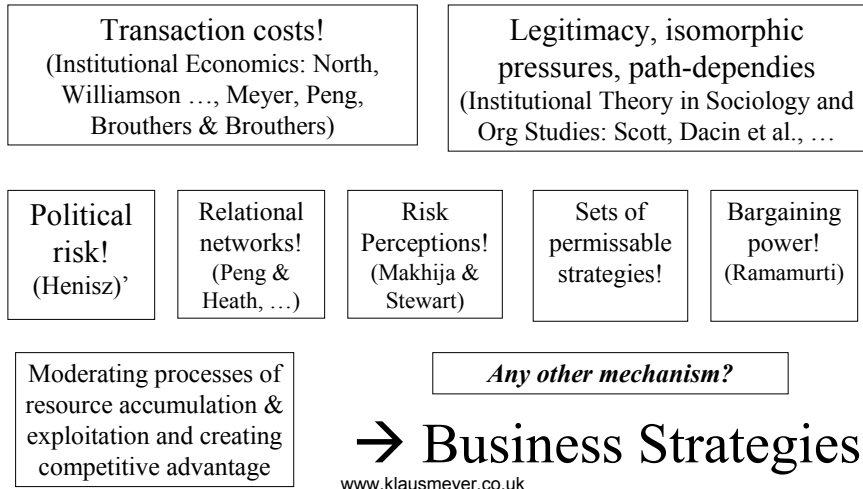 Transaction costs!
(Institutional Economics: North,
Williamson …, Meyer, Peng,
Brouthers & Brouthers)
Legitimacy, isomorphic
pressures, path-dependies
(Institutional Theory in Sociology and
Org Studies: Scott, Dacin et al., …
Political
risk!
(Henisz)’
Relational
networks!
(Peng &
Heath, …)
Risk
Perceptions!
(Makhija &
Stewart)
Sets of
permissable
strategies!
Bargaining
power!
(Ramamurti)
Moderating processes of
resource accumulation &
exploitation and creating
competitive advantage
Any other mechanism?
→ Business Strategies
www.klausmeyer.co.uk